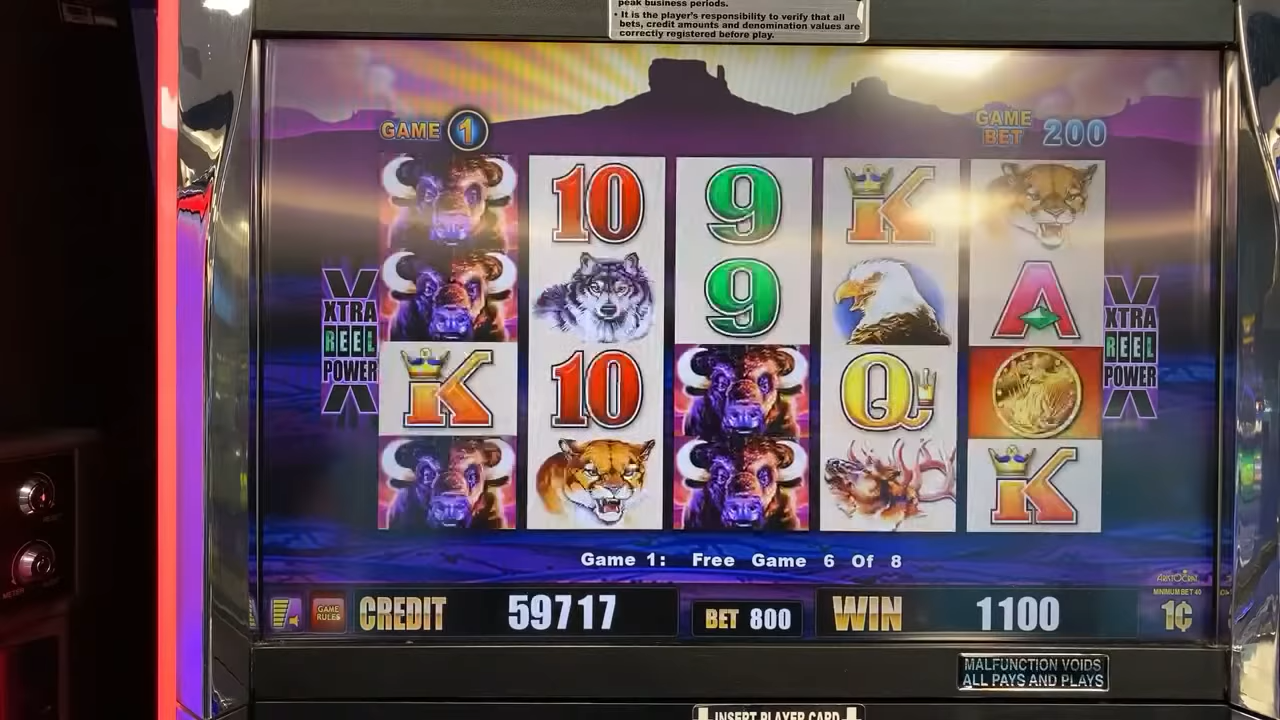 peak business periods.
• It is the player's responsibility to verify that all
bets, credit amounts and denomination values are
correctly registered before play.
GAME 1
GAME BET 200
10 9 K
9 A
K 10 Q
K
XTRA
REEL
POWER
X
XTRA
REEL
POWER
X
Game 1: Free Game 6 Of 8
ARISTOCRAT
MINIMUM BET 40
GAME RULES
CREDIT 59717 BET 800 WIN 1100 1¢
MALFUNCTION VOIDS
ALL PAYS AND PLAYS
INSERT PLAYER CARD